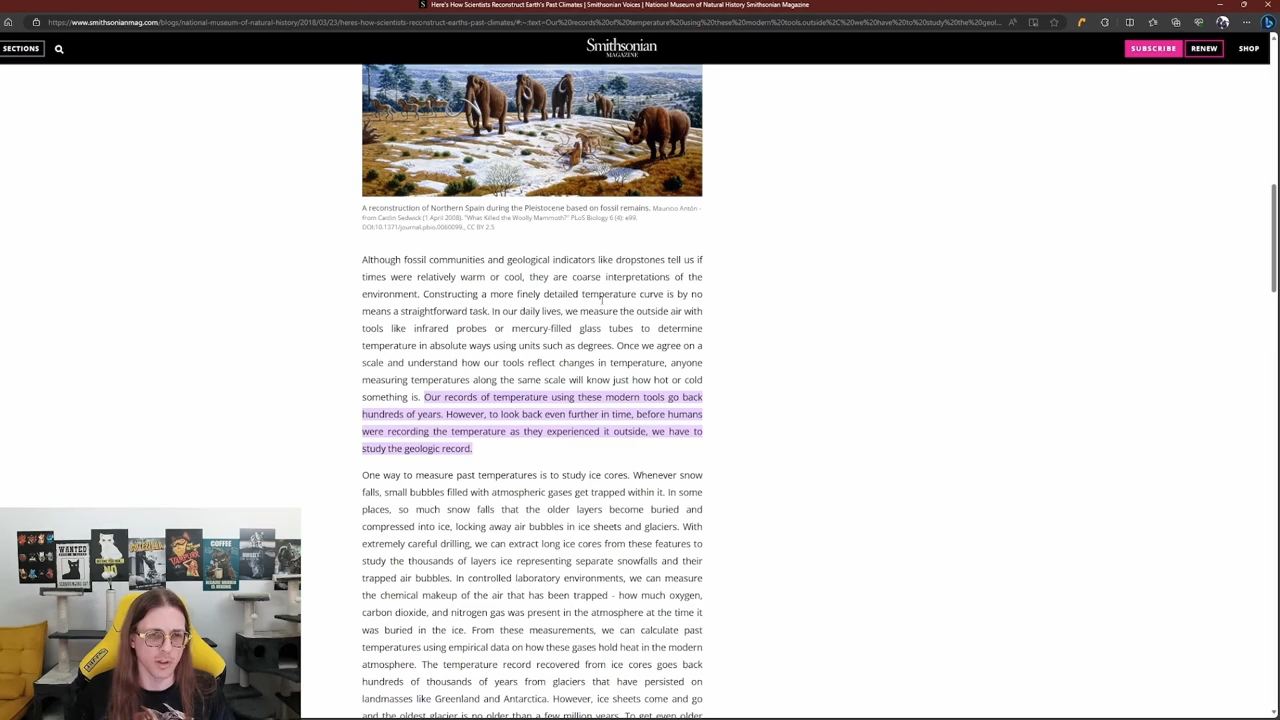 Here's How Scientists Reconstruct Earth's Past Climates | Smithsonian Voices | National Museum of Natural History Smithsonian Magazine
https://www.smithsonianmag.com/blogs/national-museum-of-natural-history/2018/03/23/heres-how-scientists-reconstruct-earths-past-climates/#:~:text=Our%20records%20of%20temperature%20using%20these%20modern%20tools,outside%2C%20we%20have%20to%20study%20the%20geol...
SECTIONS
Smithsonian
MAGAZINE
SUBSCRIBE
RENEW
SHOP
A reconstruction of Northern Spain during the Pleistocene based on fossil remains. Mauricio Antón -
from Caitlin Sedwick (1 April 2008). "What Killed the Woolly Mammoth?" PLoS Biology 6 (4): e99.
DOI:10.1371/journal.pbio.0060099., CC BY 2.5
Although fossil communities and geological indicators like dropstones tell us if
times were relatively warm or cool, they are coarse interpretations of the
environment. Constructing a more finely detailed temperature curve is by no
means a straightforward task. In our daily lives, we measure the outside air with
tools like infrared probes or mercury-filled glass tubes to determine
temperature in absolute ways using units such as degrees. Once we agree on a
scale and understand how our tools reflect changes in temperature, anyone
measuring temperatures along the same scale will know just how hot or cold
something is. Our records of temperature using these modern tools go back
hundreds of years. However, to look back even further in time, before humans
were recording the temperature as they experienced it outside, we have to
study the geologic record.
One way to measure past temperatures is to study ice cores. Whenever snow
falls, small bubbles filled with atmospheric gases get trapped within it. In some
places, so much snow falls that the older layers become buried and
compressed into ice, locking away air bubbles in ice sheets and glaciers. With
extremely careful drilling, we can extract long ice cores from these features to
study the thousands of layers ice representing separate snowfalls and their
trapped air bubbles. In controlled laboratory environments, we can measure
the chemical makeup of the air that has been trapped - how much oxygen,
carbon dioxide, and nitrogen gas was present in the atmosphere at the time it
was buried in the ice. From these measurements, we can calculate past
temperatures using empirical data on how these gases hold heat in the modern
atmosphere. The temperature record recovered from ice cores goes back
hundreds of thousands of years from glaciers that have persisted on
landmasses like Greenland and Antarctica. However, ice sheets come and go
and the oldest glacier is no older than a few million years. To get even older
WANTED
COFFEE